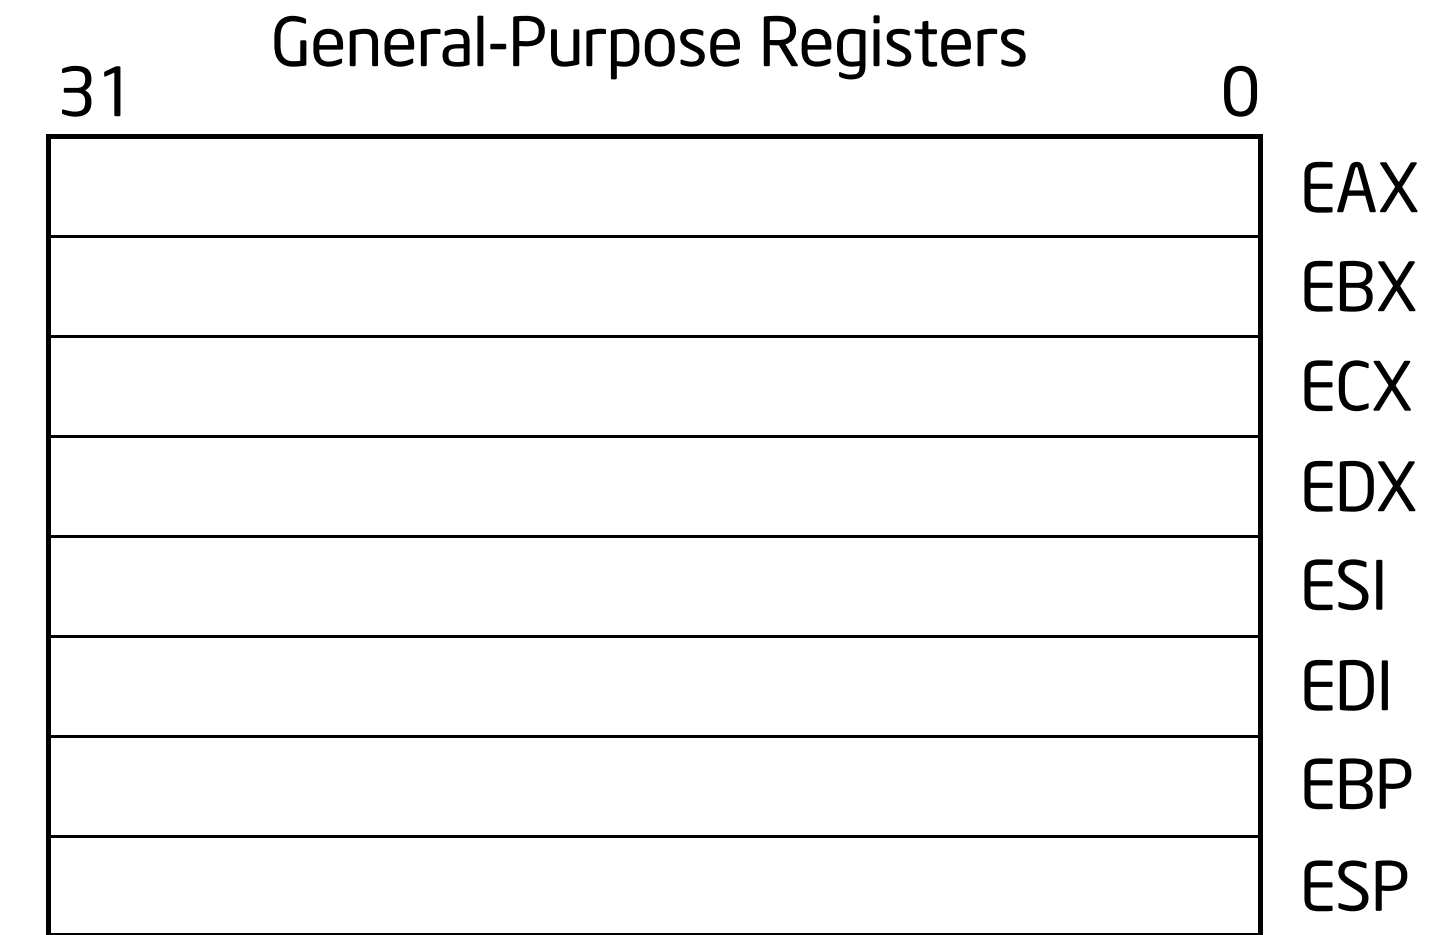 General-Purpose Registers
31 0
EAX
EBX
ECX
EDX
ESI
EDI
EBP
ESP